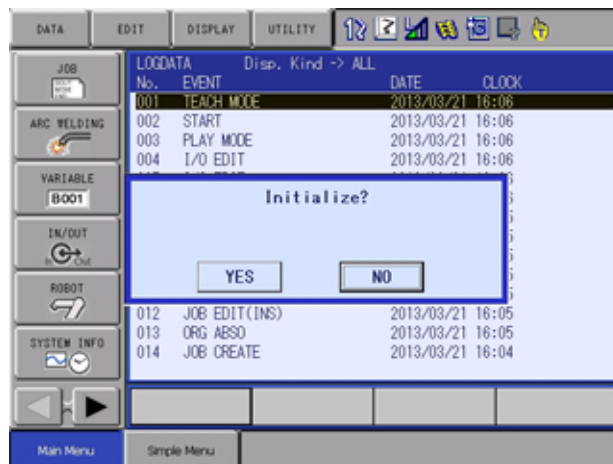 DATA EDIT DISPLAY UTILITY
JOB
ARC WELDING
VARIABLE
B001
IN/OUT
In Out
ROBOT
SYSTEM INFO
LOGDATA Disp. Kind -> ALL
No. EVENT DATE CLOCK
001 TEACH MODE 2013/03/21 16:06
002 START 2013/03/21 16:06
003 PLAY MODE 2013/03/21 16:06
004 I/O EDIT 2013/03/21 16:06
Initialize?
YES NO
012 JOB EDIT(INS) 2013/03/21 16:05
013 ORG ABSO 2013/03/21 16:05
014 JOB CREATE 2013/03/21 16:04
Main Menu Simple Menu